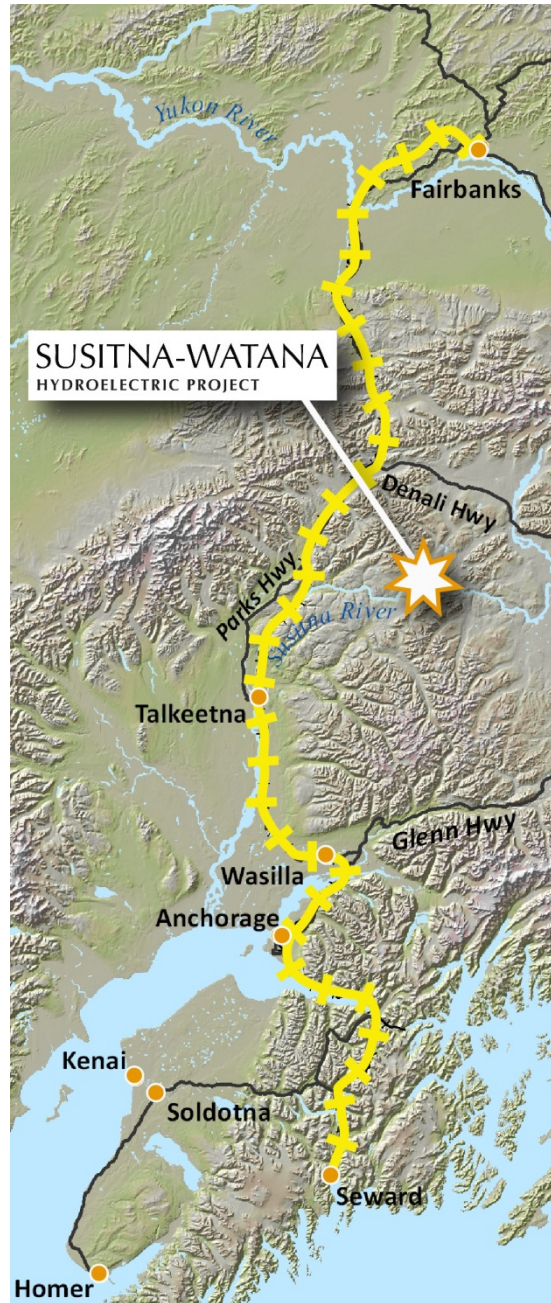 Yukon River
Fairbanks
SUSITNA-WATANA
HYDROELECTRIC PROJECT
Denali Hwy
Parks Hwy
Susitna River
Talkeetna
Glenn Hwy
Wasilla
Anchorage
Kenai
Soldotna
Seward
Homer